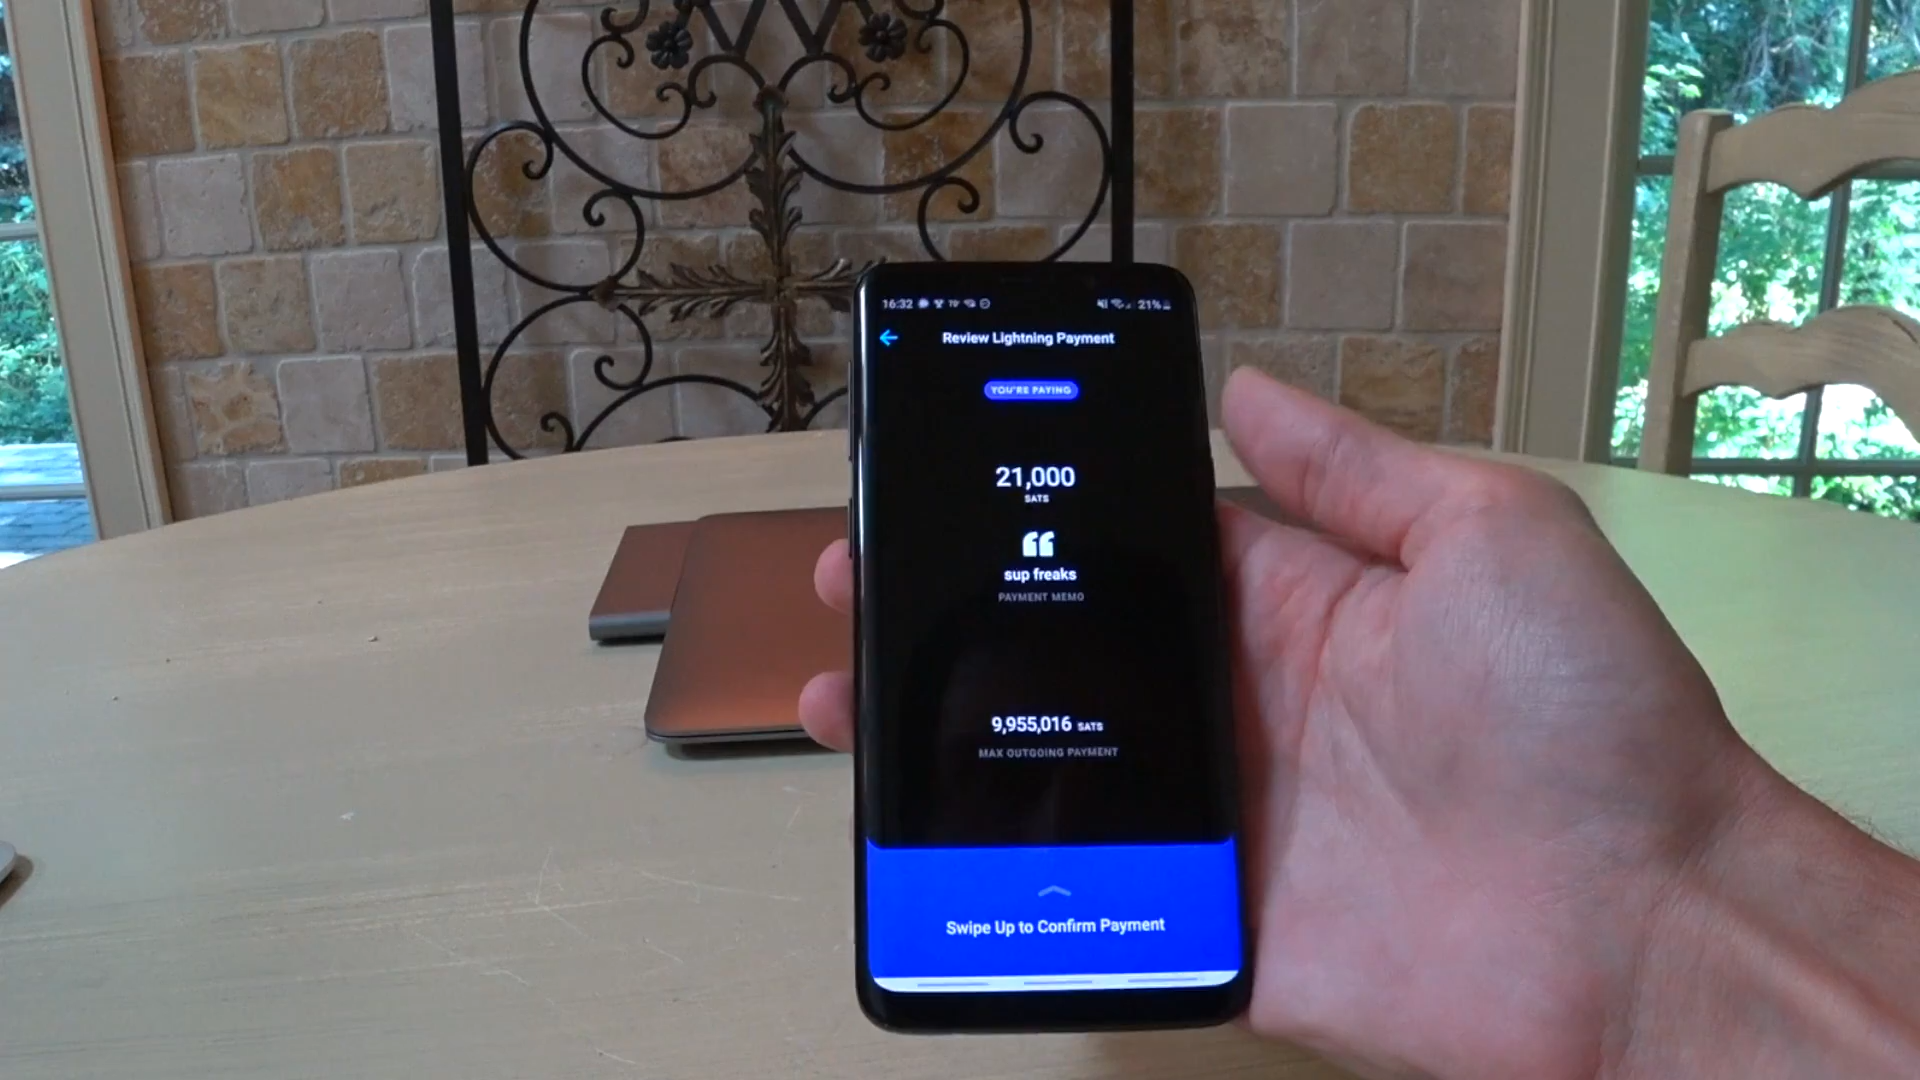 16:32 73° 21%
Review Lightning Payment
YOU'RE PAYING
21,000
SATS
sup freaks
PAYMENT MEMO
9,955,016 SATS
MAX OUTGOING PAYMENT
Swipe Up to Confirm Payment